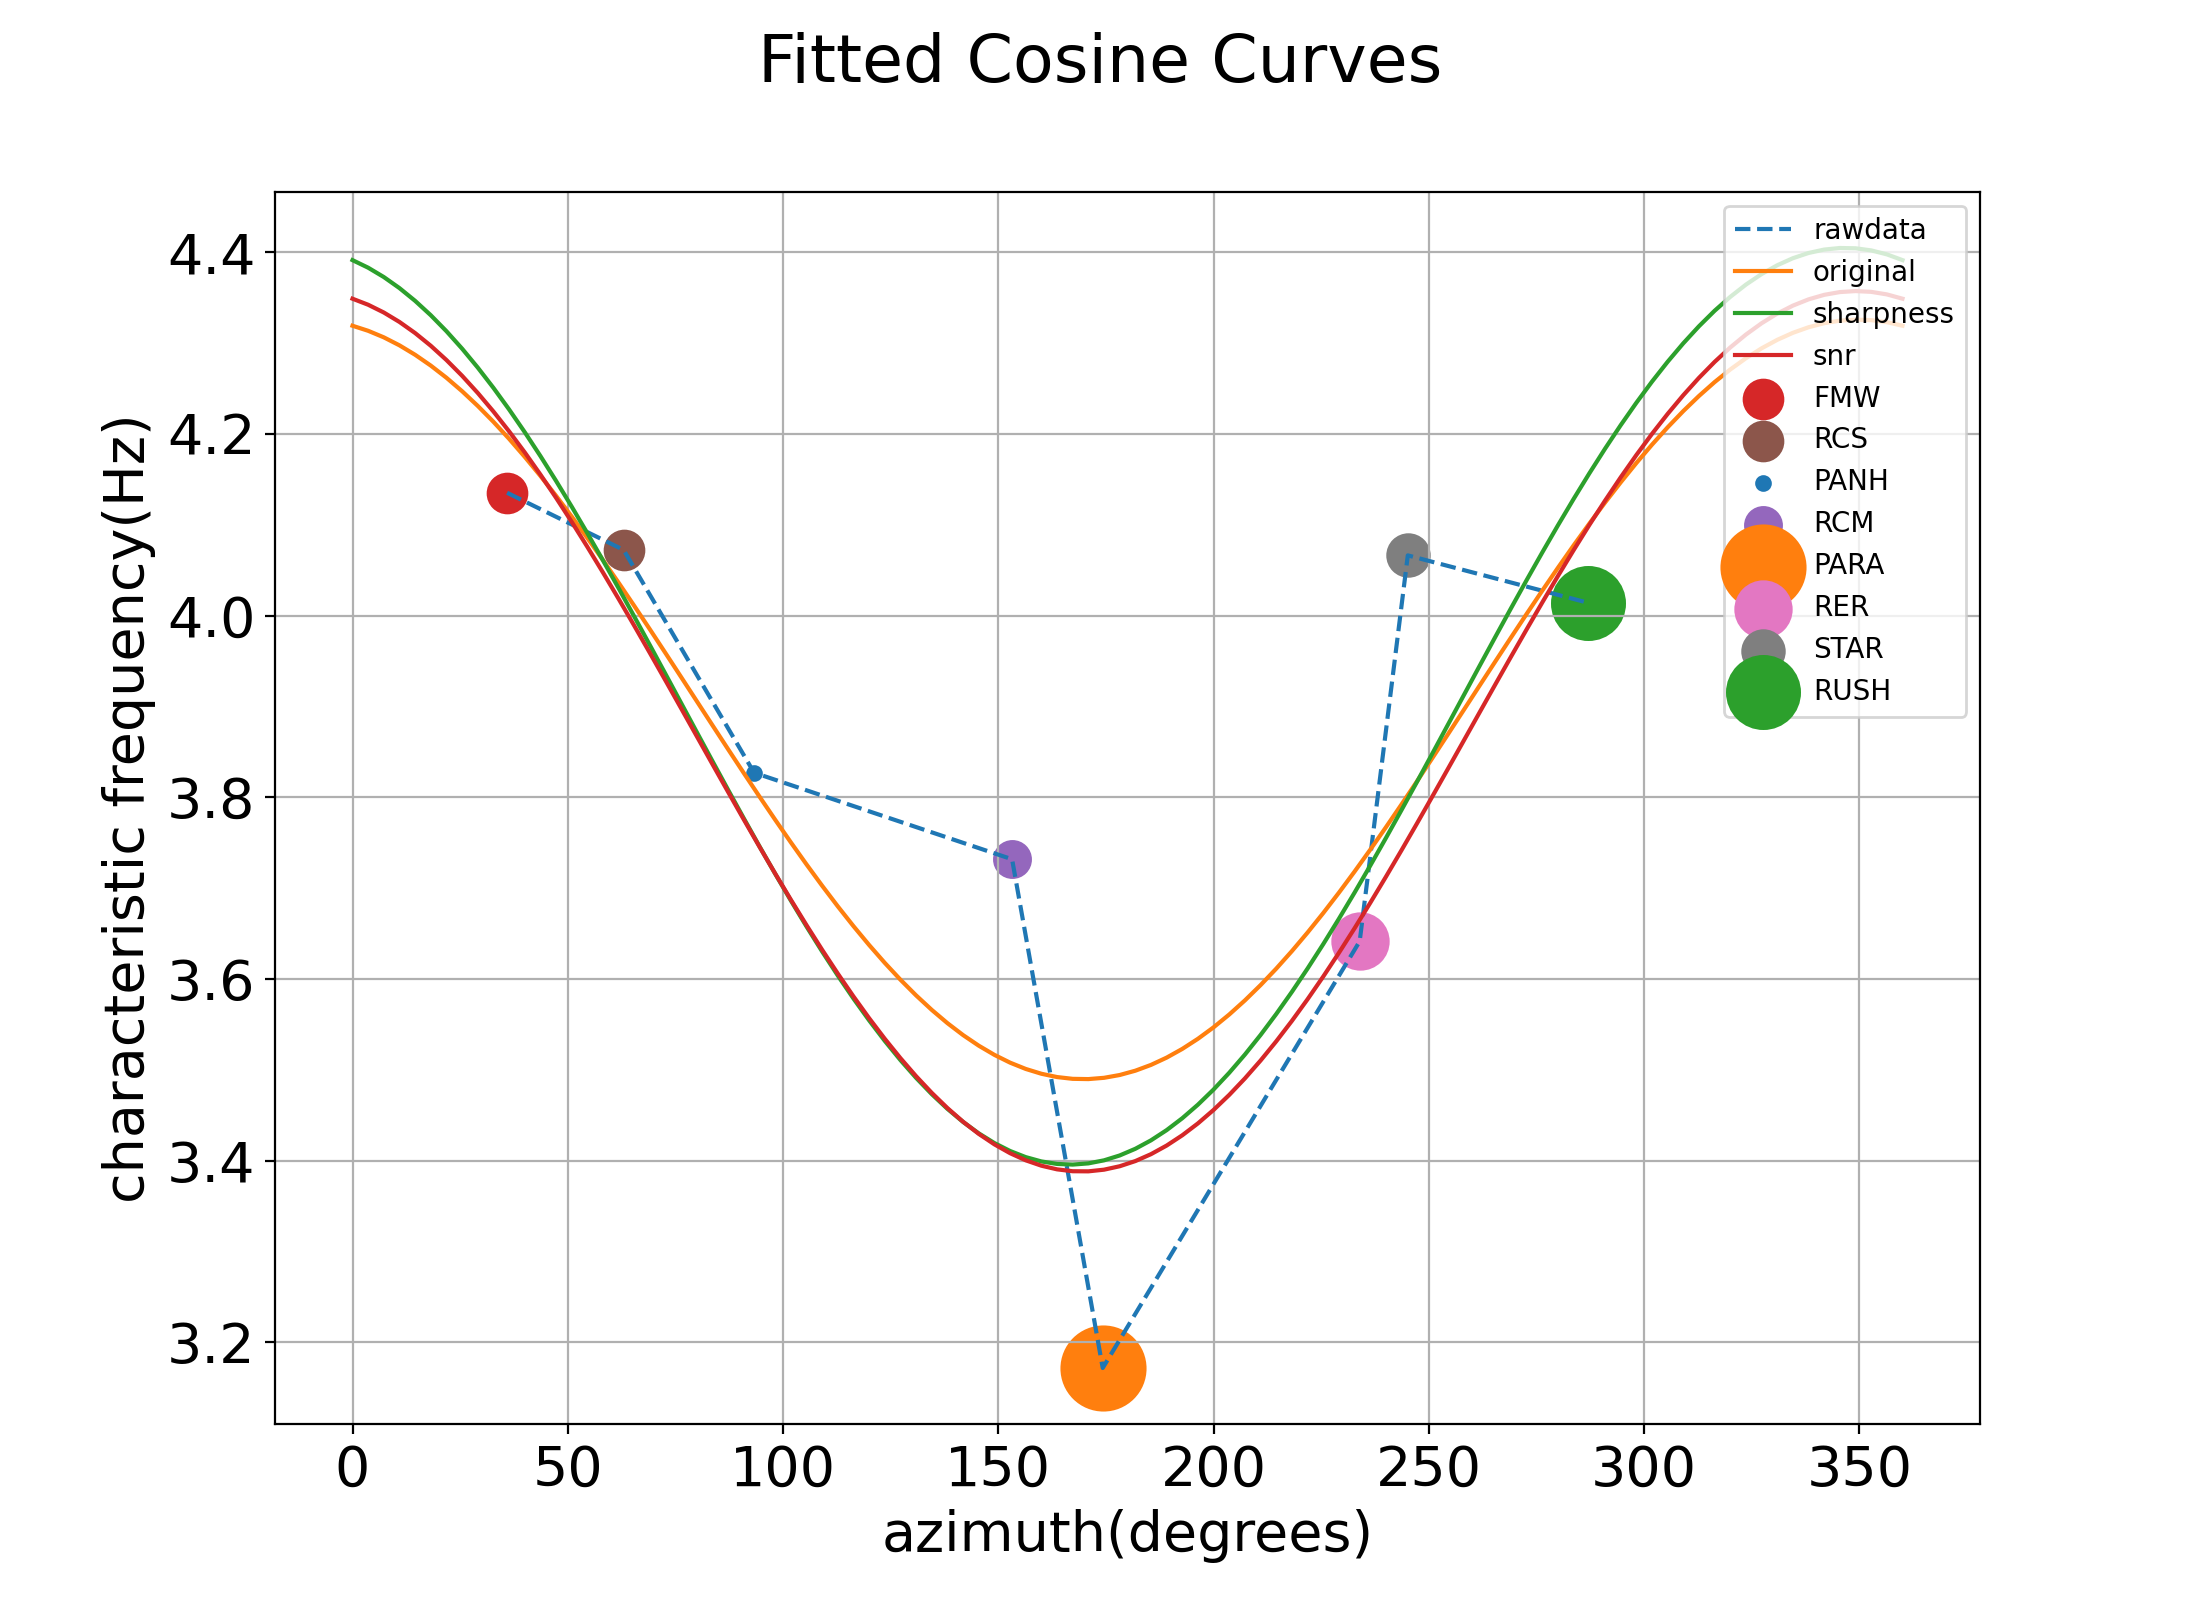 Fitted Cosine Curves
4.4
4.2
4.0
3.8
3.6
3.4
3.2
characteristic frequency(Hz)
0 50 100 150 200 250 300 350
azimuth(degrees)
rawdata
original
sharpness
snr
FMW
RCS
PANH
RCM
PARA
RER
STAR
RUSH